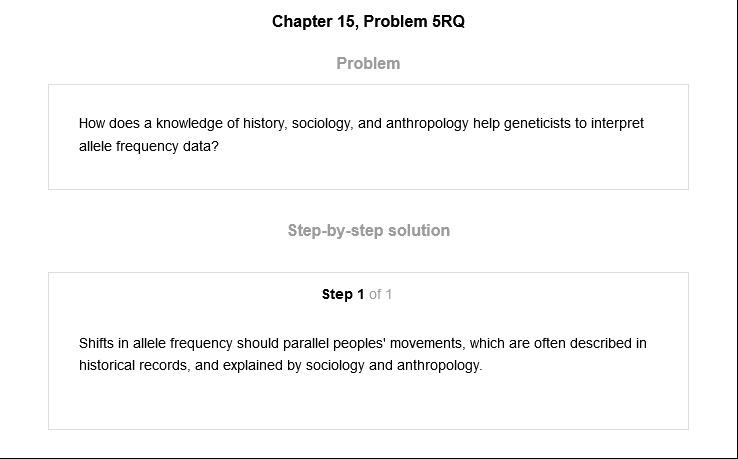 Chapter 15, Problem 5RQ
Problem
How does a knowledge of history, sociology, and anthropology help geneticists to interpret
allele frequency data?
Step-by-step solution
Step 1 of 1
Shifts in allele frequency should parallel peoples' movements, which are often described in
historical records, and explained by sociology and anthropology.